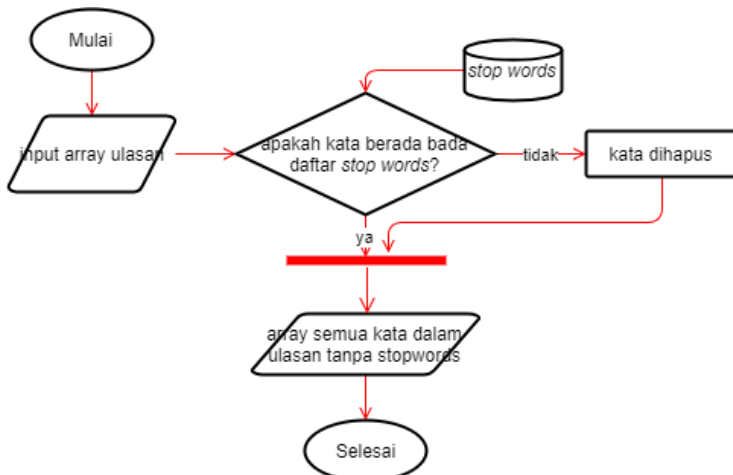 Mulai
stop words
input array ulasan
apakah kata berada bada
daftar stop words?
tidak
kata dihapus
ya
array semua kata dalam
ulasan tanpa stopwords
Selesai